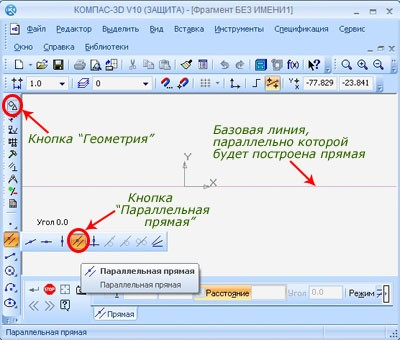 КОМПАС-3D V10 (ЗАЩИТА) - [Фрагмент БЕЗ ИМЕНИ1]
Файл Редактор Выделить Вид Вставка Инструменты Спецификация Сервис
Окно Справка Библиотеки
f(x)
1.0 0 Y X -77.829 -23.841
Кнопка "Геометрия"
Базовая линия,
параллельно которой
будет построена прямая
Y
X
Кнопка
"Параллельная
прямая"
Угол 0.0
Параллельная прямая
Параллельная прямая
1 Расстояние Угол 0.0 Режим
Прямая
STOP
Параллельная прямая